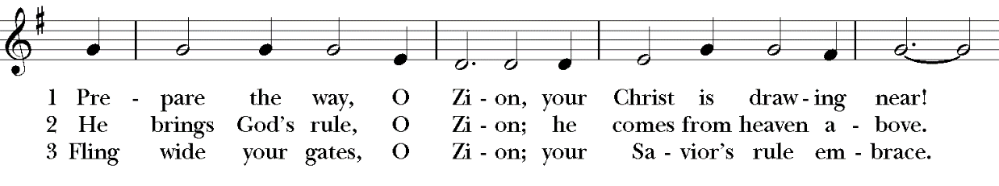 1 Pre - pare the way, O Zi - on, your Christ is draw - ing near!
2 He brings God's rule, O Zi - on; he comes from heaven a - bove.
3 Fling wide your gates, O Zi - on; your Sa - vior's rule em - brace.